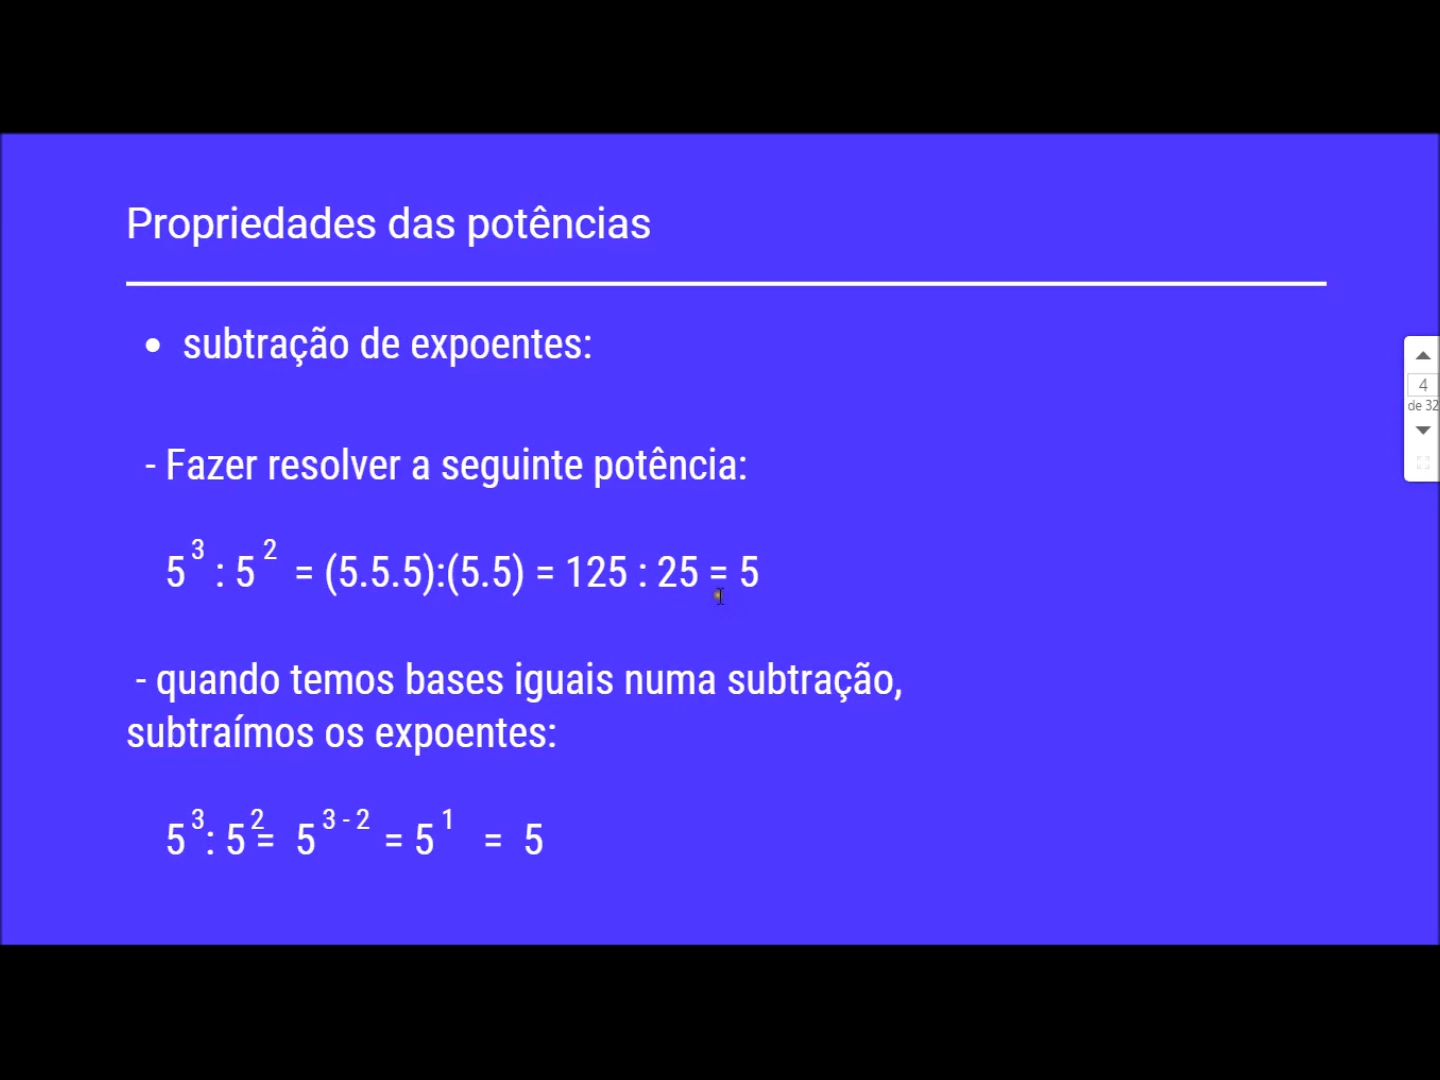 Propriedades das potências
• subtração de expoentes:
- Fazer resolver a seguinte potência:
5³ : 5² = (5.5.5):(5.5) = 125 : 25 = 5
- quando temos bases iguais numa subtração,
subtraímos os expoentes:
5³: 5²= 5³⁻² = 5¹ = 5
4
de 32